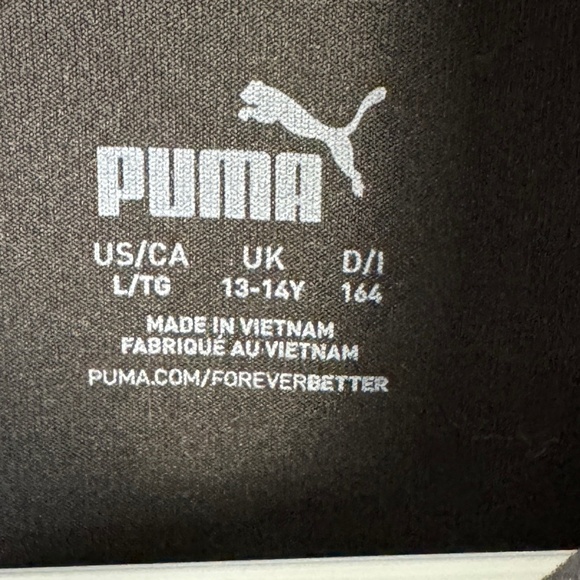 PUMA
US/CA UK D/I
L/TG 13-14Y 164
MADE IN VIETNAM
FABRIQUÉ AU VIETNAM
PUMA.COM/FOREVERBETTER